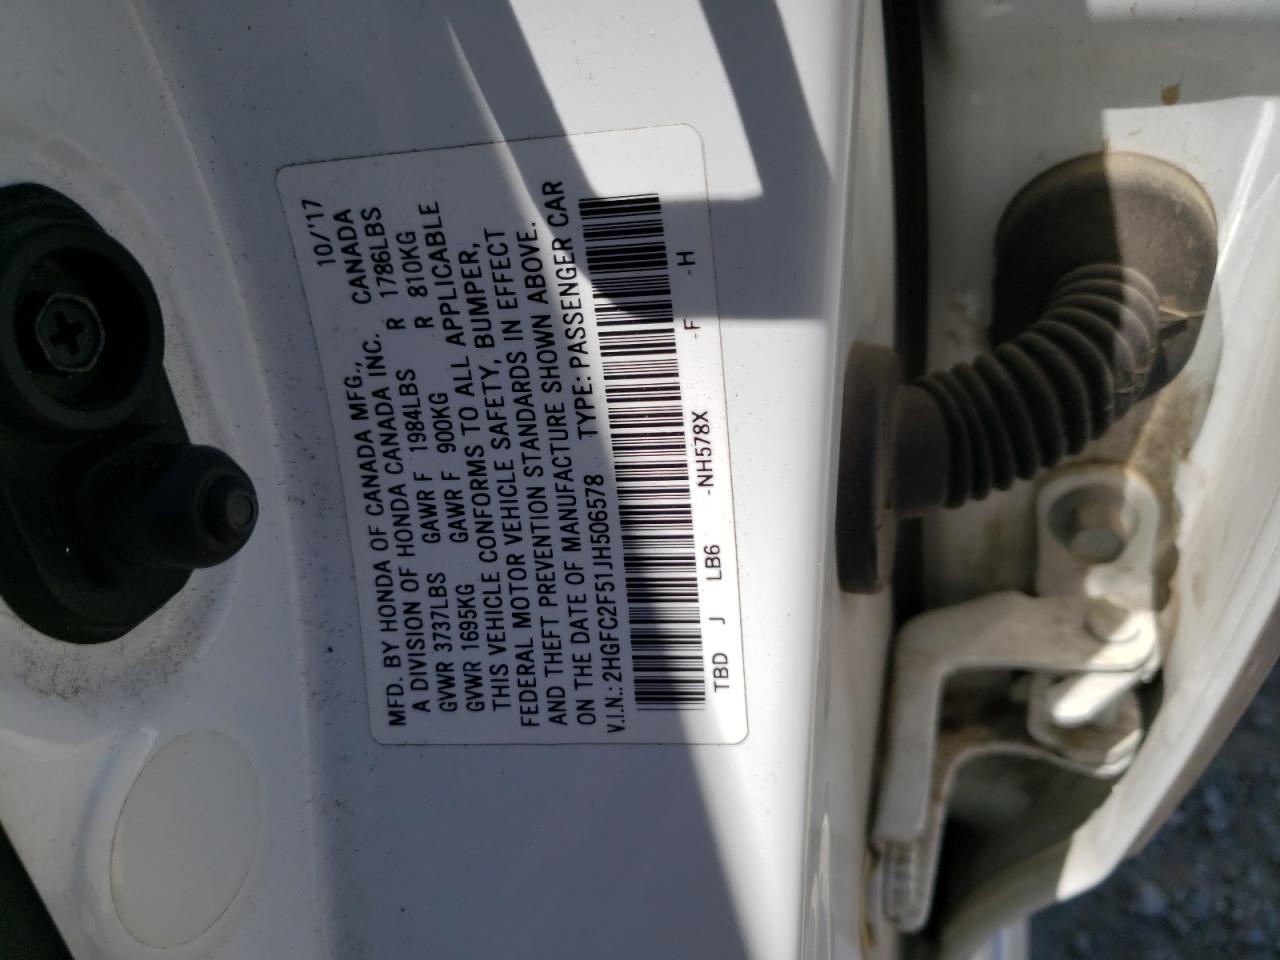 MFD. BY HONDA OF CANADA MFG., 10/'17
A DIVISION OF HONDA CANADA INC. CANADA
GVWR 3737LBS GAWR F 1984LBS R 1786LBS
GVWR 1695KG GAWR F 900KG R 810KG
THIS VEHICLE CONFORMS TO ALL APPLICABLE
FEDERAL MOTOR VEHICLE SAFETY, BUMPER,
AND THEFT PREVENTION STANDARDS IN EFFECT
ON THE DATE OF MANUFACTURE SHOWN ABOVE.
V.I.N.: 2HGFC2F51JH506578 TYPE: PASSENGER CAR
TBD J LB6 -NH578X -F -H